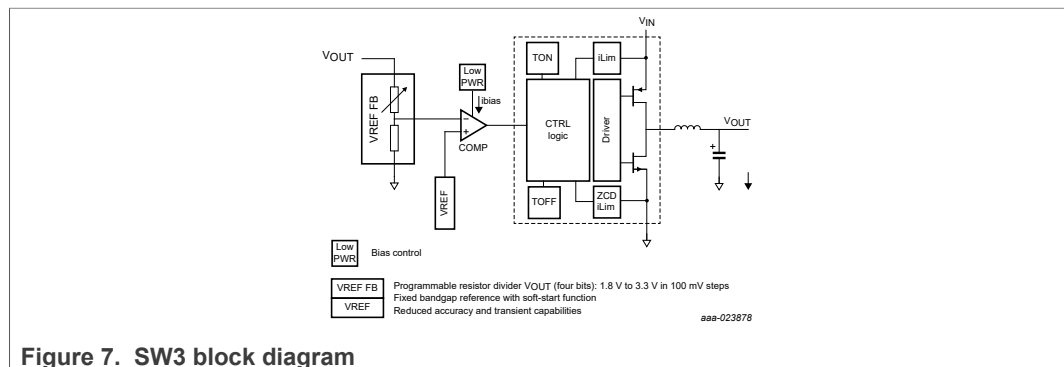 VIN
VOUT
TON
iLim
Low
PWR
ibias
VREF FB
CTRL
logic
Driver
VOUT
COMP
VREF
TOFF
ZCD
iLim
Low
PWR
Bias control
VREF FB Programmable resistor divider VOUT (four bits): 1.8 V to 3.3 V in 100 mV steps
Fixed bandgap reference with soft-start function
VREF Reduced accuracy and transient capabilities
aaa-023878
Figure 7. SW3 block diagram